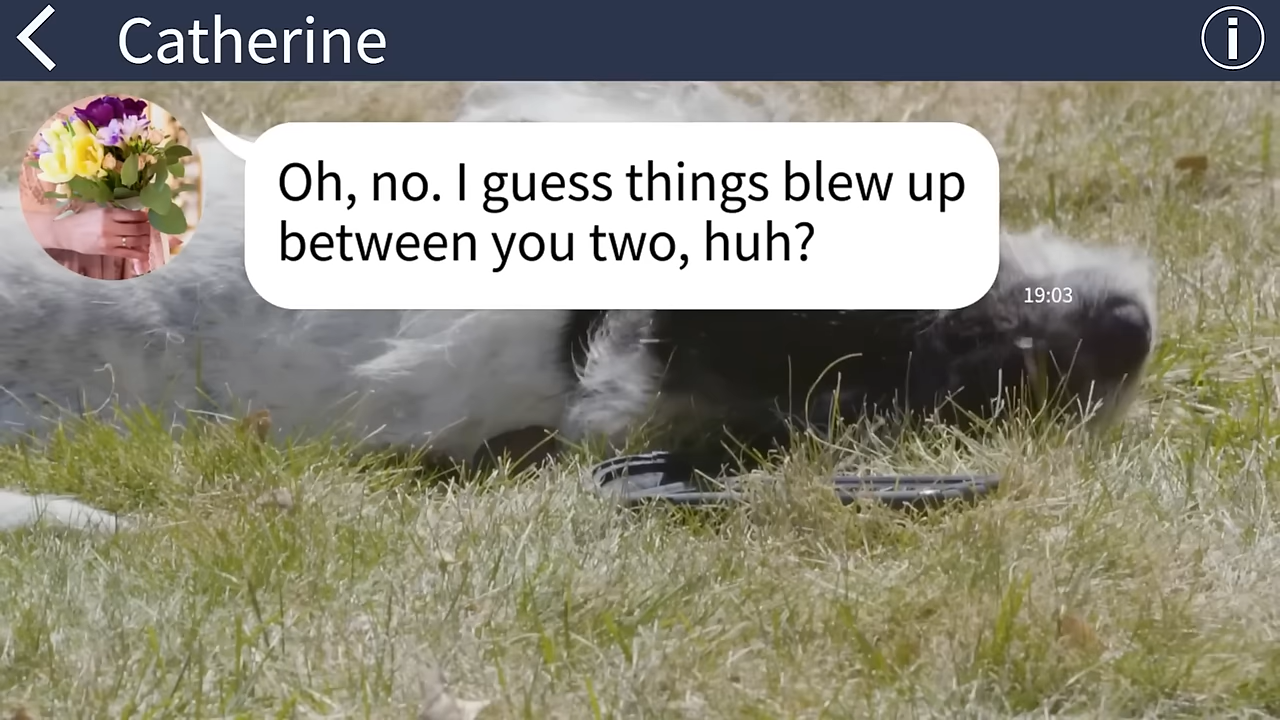 Catherine
Oh, no. I guess things blew up
between you two, huh?
19:03